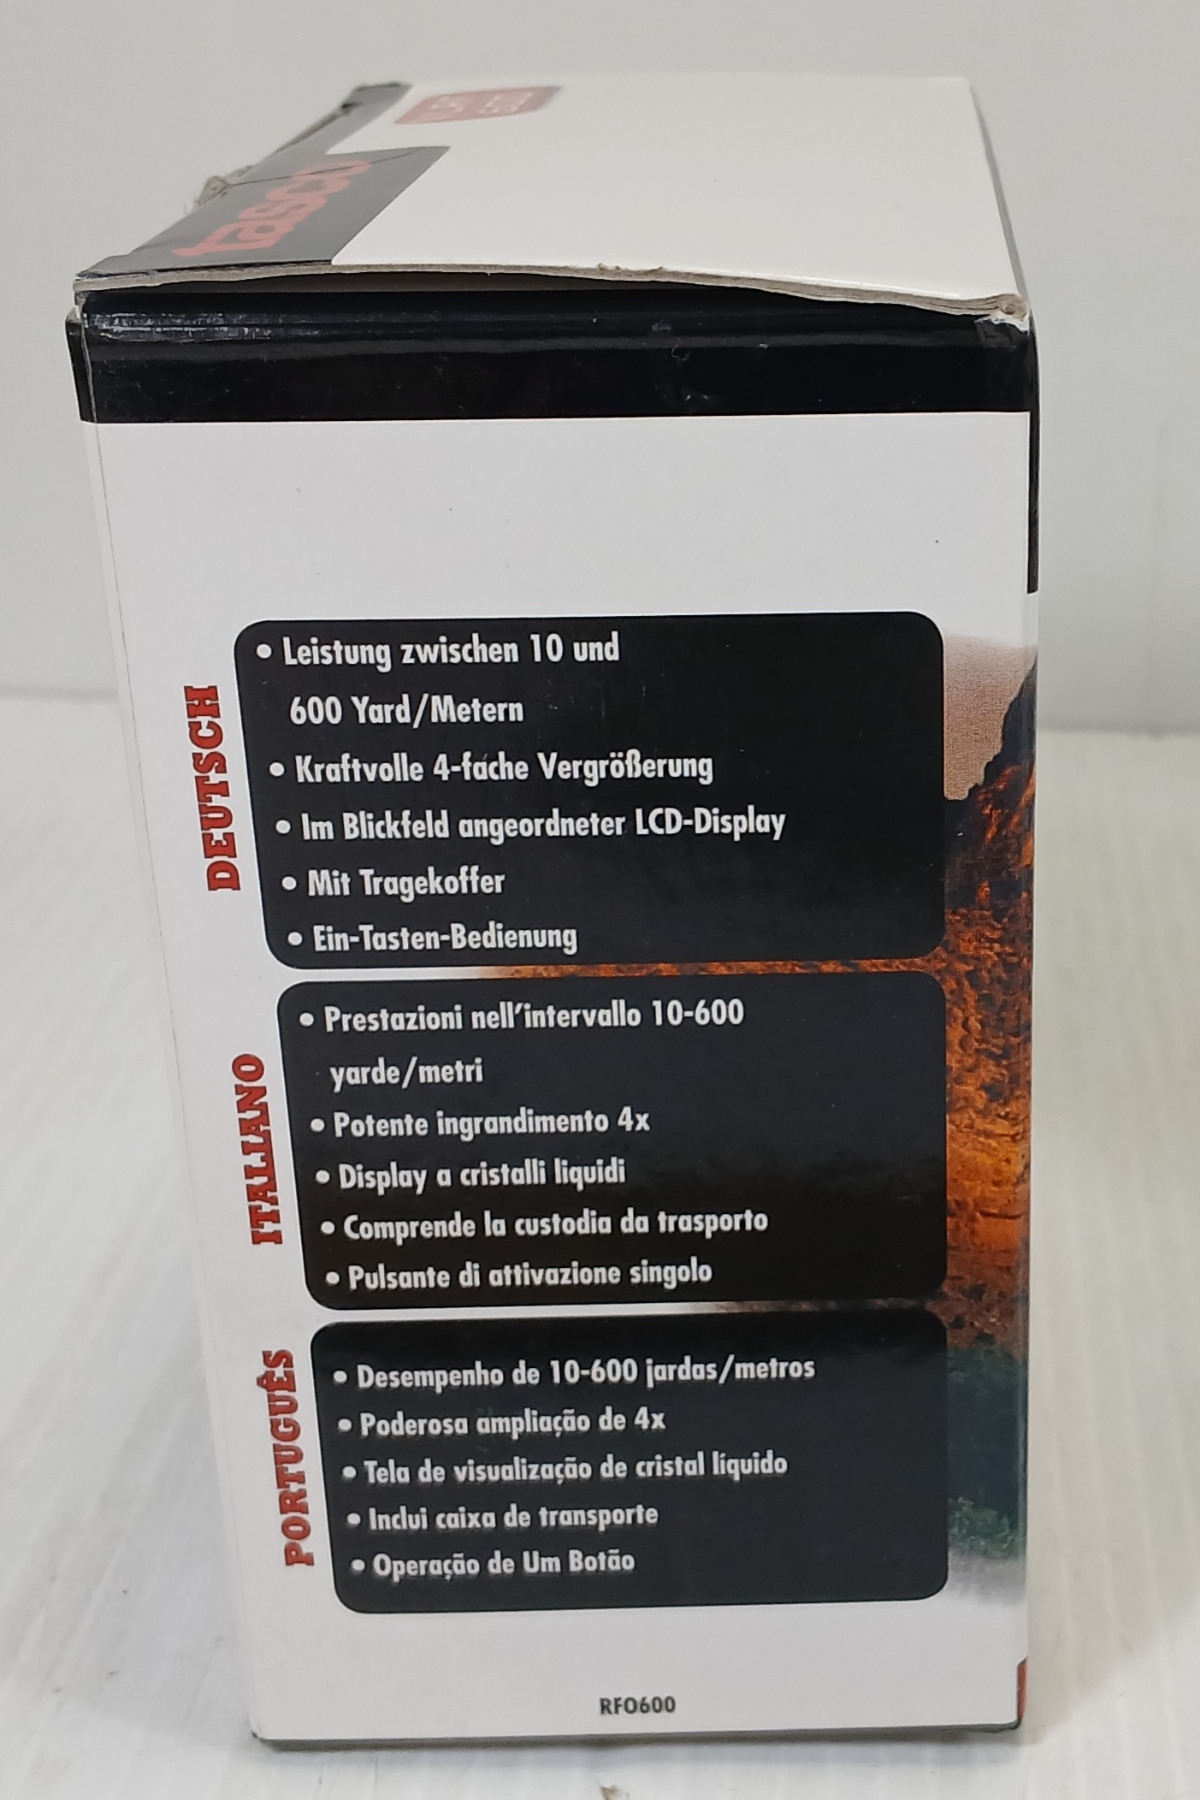 tasco
DEUTSCH
• Leistung zwischen 10 und
600 Yard/Metern
• Kraftvolle 4-fache Vergrößerung
• Im Blickfeld angeordneter LCD-Display
• Mit Tragekoffer
• Ein-Tasten-Bedienung
ITALIANO
• Prestazioni nell'intervallo 10-600
yarde/metri
• Potente ingrandimento 4x
• Display a cristalli liquidi
• Comprende la custodia da trasporto
• Pulsante di attivazione singolo
PORTUGUÊS
• Desempenho de 10-600 jardas/metros
• Poderosa ampliação de 4x
• Tela de visualização de cristal líquido
• Inclui caixa de transporte
• Operação de Um Botão
RFO600